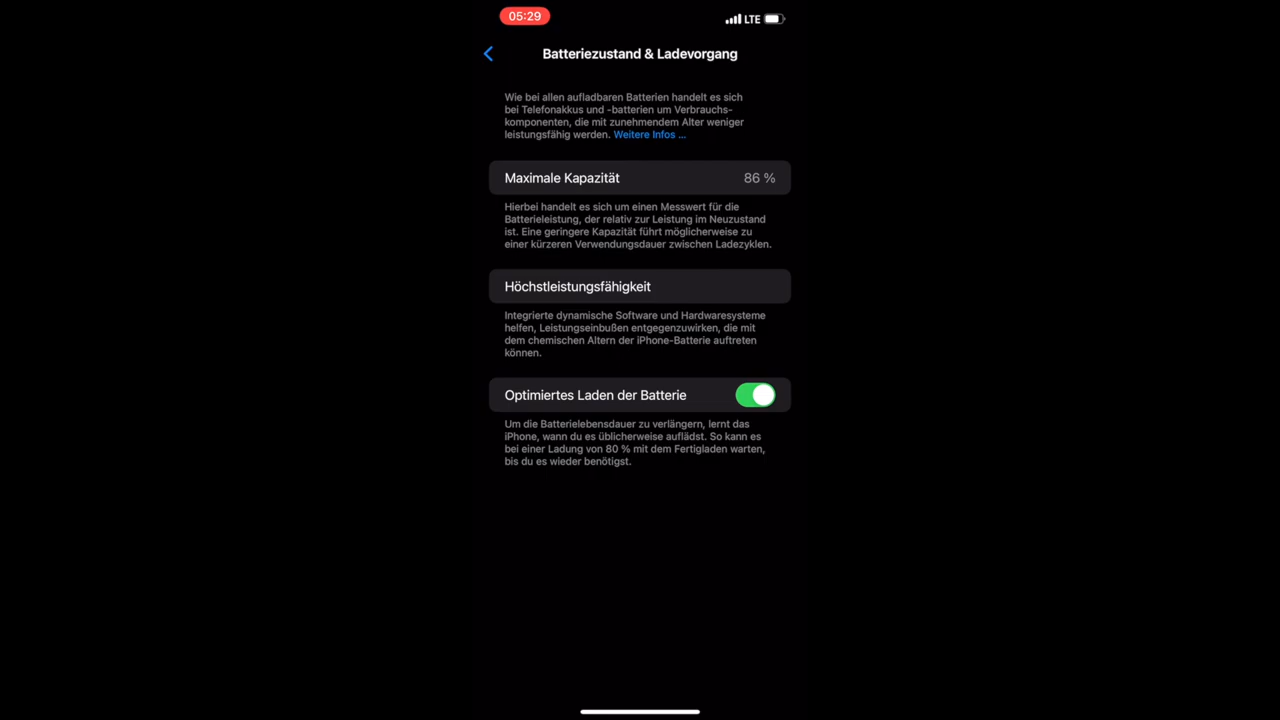 05:29
LTE
Batteriezustand & Ladevorgang
Wie bei allen aufladbaren Batterien handelt es sich
bei Telefonakkus und -batterien um Verbrauchs-
komponenten, die mit zunehmendem Alter weniger
leistungsfähig werden. Weitere Infos ...
Maximale Kapazität 86 %
Hierbei handelt es sich um einen Messwert für die
Batterieleistung, der relativ zur Leistung im Neuzustand
ist. Eine geringere Kapazität führt möglicherweise zu
einer kürzeren Verwendungsdauer zwischen Ladezyklen.
Höchstleistungsfähigkeit
Integrierte dynamische Software und Hardwaresysteme
helfen, Leistungseinbußen entgegenzuwirken, die mit
dem chemischen Altern der iPhone-Batterie auftreten
können.
Optimiertes Laden der Batterie
Um die Batterielebensdauer zu verlängern, lernt das
iPhone, wann du es üblicherweise auflädst. So kann es
bei einer Ladung von 80 % mit dem Fertigladen warten,
bis du es wieder benötigst.